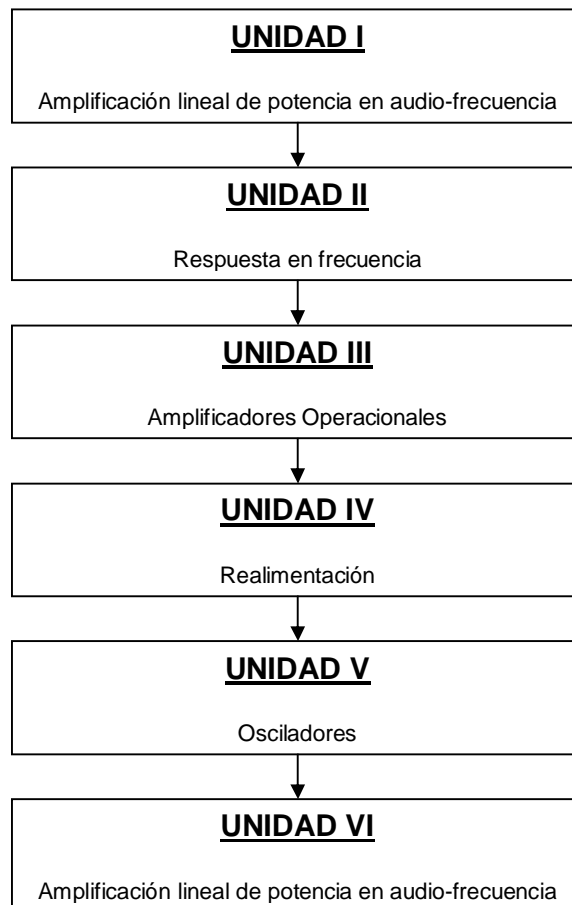 UNIDAD I
Amplificación lineal de potencia en audio-frecuencia
UNIDAD II
Respuesta en frecuencia
UNIDAD III
Amplificadores Operacionales
UNIDAD IV
Realimentación
UNIDAD V
Osciladores
UNIDAD VI
Amplificación lineal de potencia en audio-frecuencia